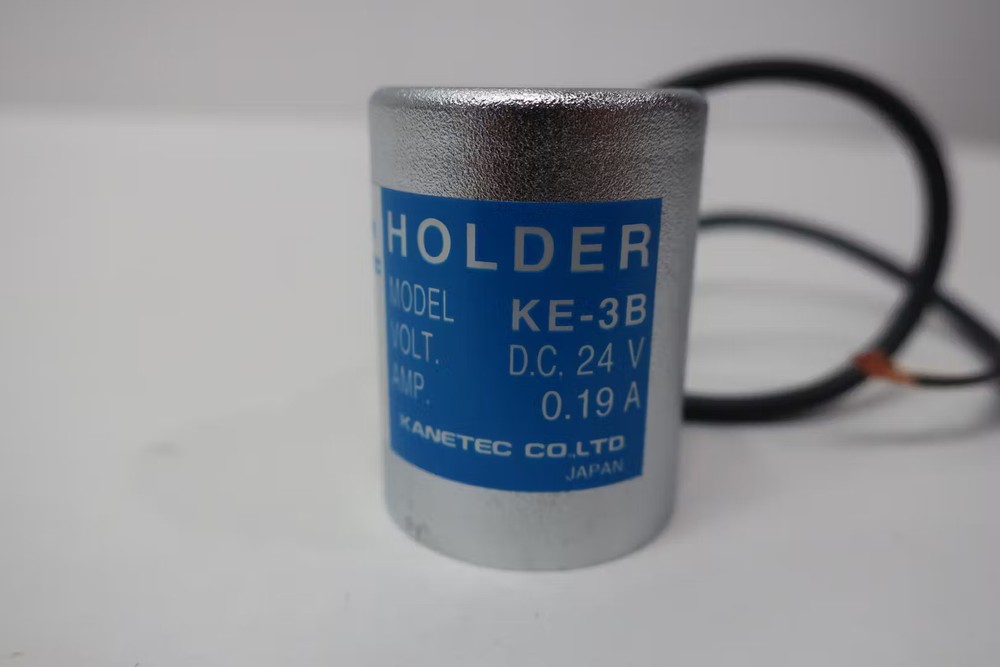 HOLDER
MODEL KE-3B
VOLT. D.C. 24 V
AMP. 0.19 A
KANETEC CO.,LTD
JAPAN